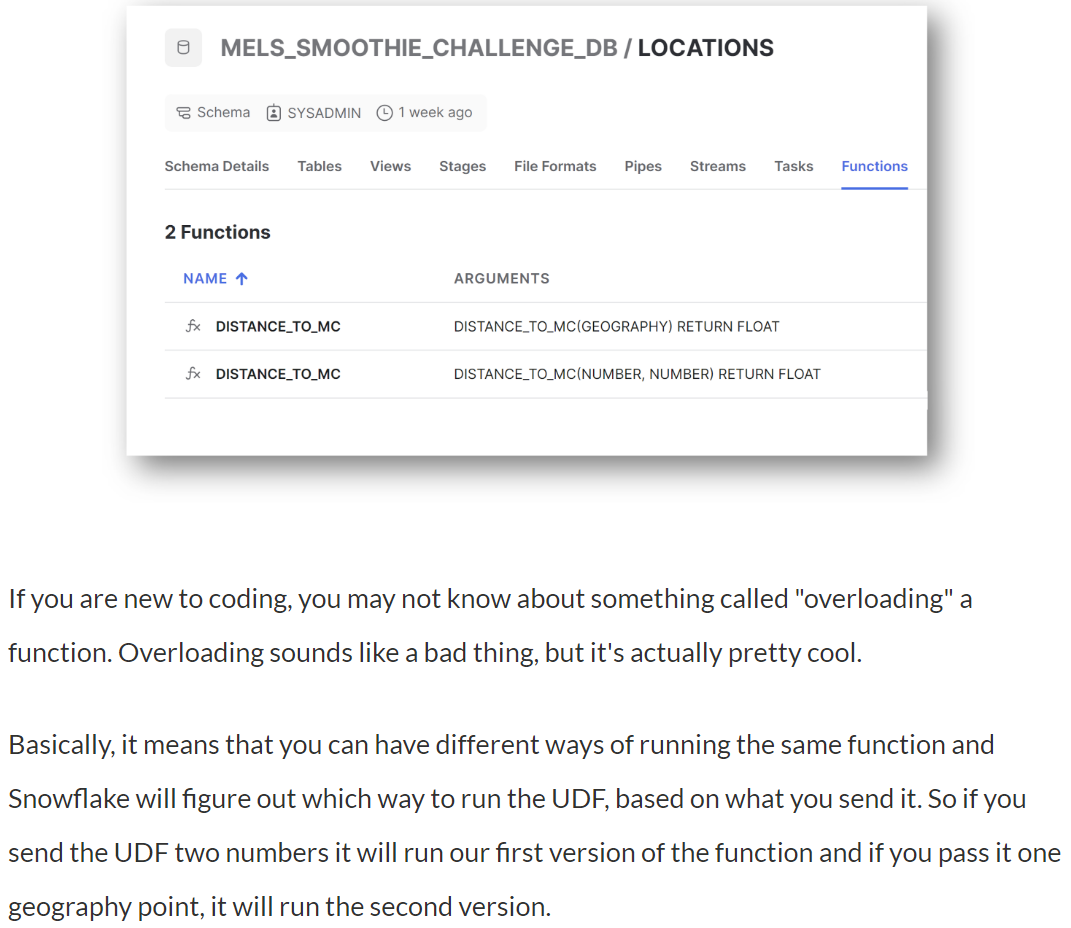 MELS_SMOOTHIE_CHALLENGE_DB / LOCATIONS
Schema SYSADMIN 1 week ago
Schema Details Tables Views Stages File Formats Pipes Streams Tasks Functions
2 Functions
NAME ↑ ARGUMENTS
fx DISTANCE_TO_MC DISTANCE_TO_MC(GEOGRAPHY) RETURN FLOAT
fx DISTANCE_TO_MC DISTANCE_TO_MC(NUMBER, NUMBER) RETURN FLOAT
If you are new to coding, you may not know about something called "overloading" a
function. Overloading sounds like a bad thing, but it's actually pretty cool.
Basically, it means that you can have different ways of running the same function and
Snowflake will figure out which way to run the UDF, based on what you send it. So if you
send the UDF two numbers it will run our first version of the function and if you pass it one
geography point, it will run the second version.